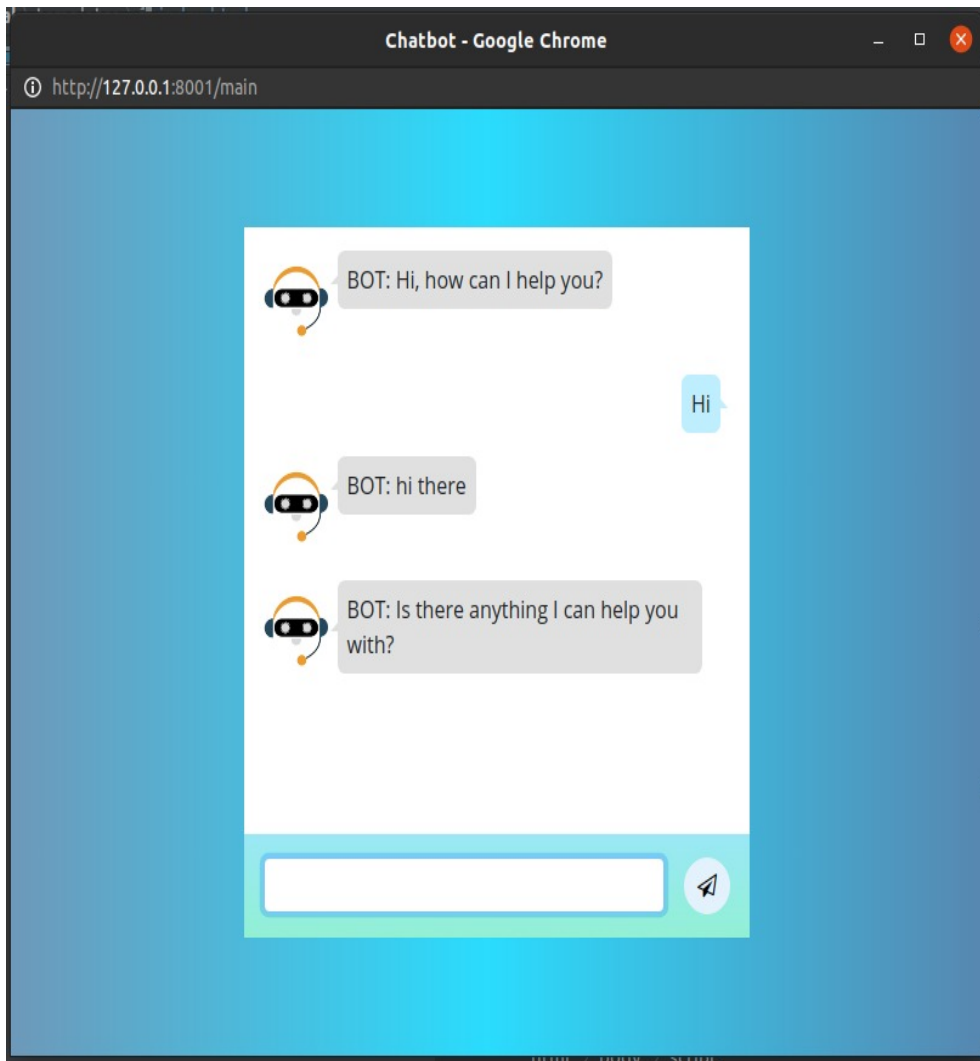 Chatbot - Google Chrome
http://127.0.0.1:8001/main
BOT: Hi, how can I help you?
Hi
BOT: hi there
BOT: Is there anything I can help you
with?